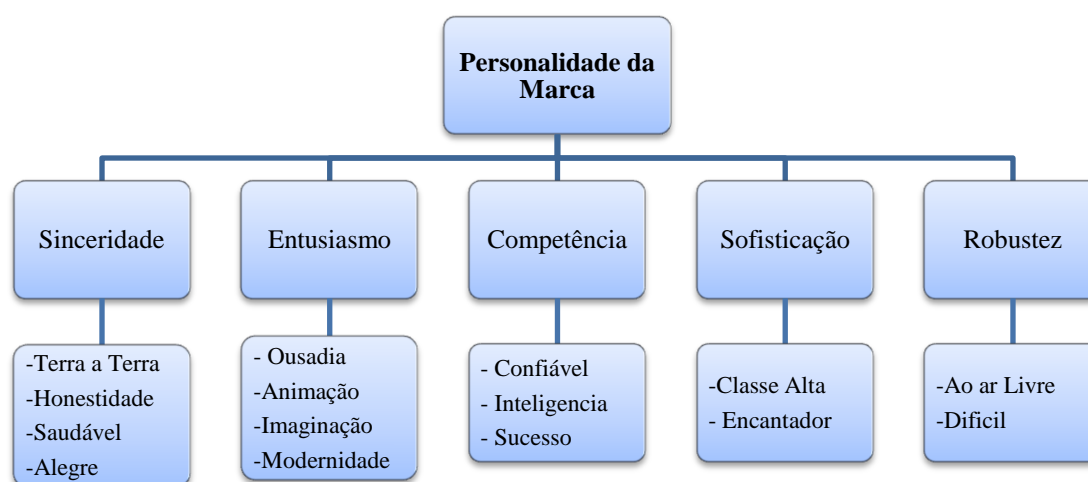 Personalidade da
Marca
Sinceridade
Entusiasmo
Competência
Sofisticação
Robustez
-Terra a Terra
-Honestidade
-Saudável
-Alegre
- Ousadia
-Animação
-Imaginação
-Modernidade
- Confiável
- Inteligencia
- Sucesso
-Classe Alta
- Encantador
-Ao ar Livre
-Dificil